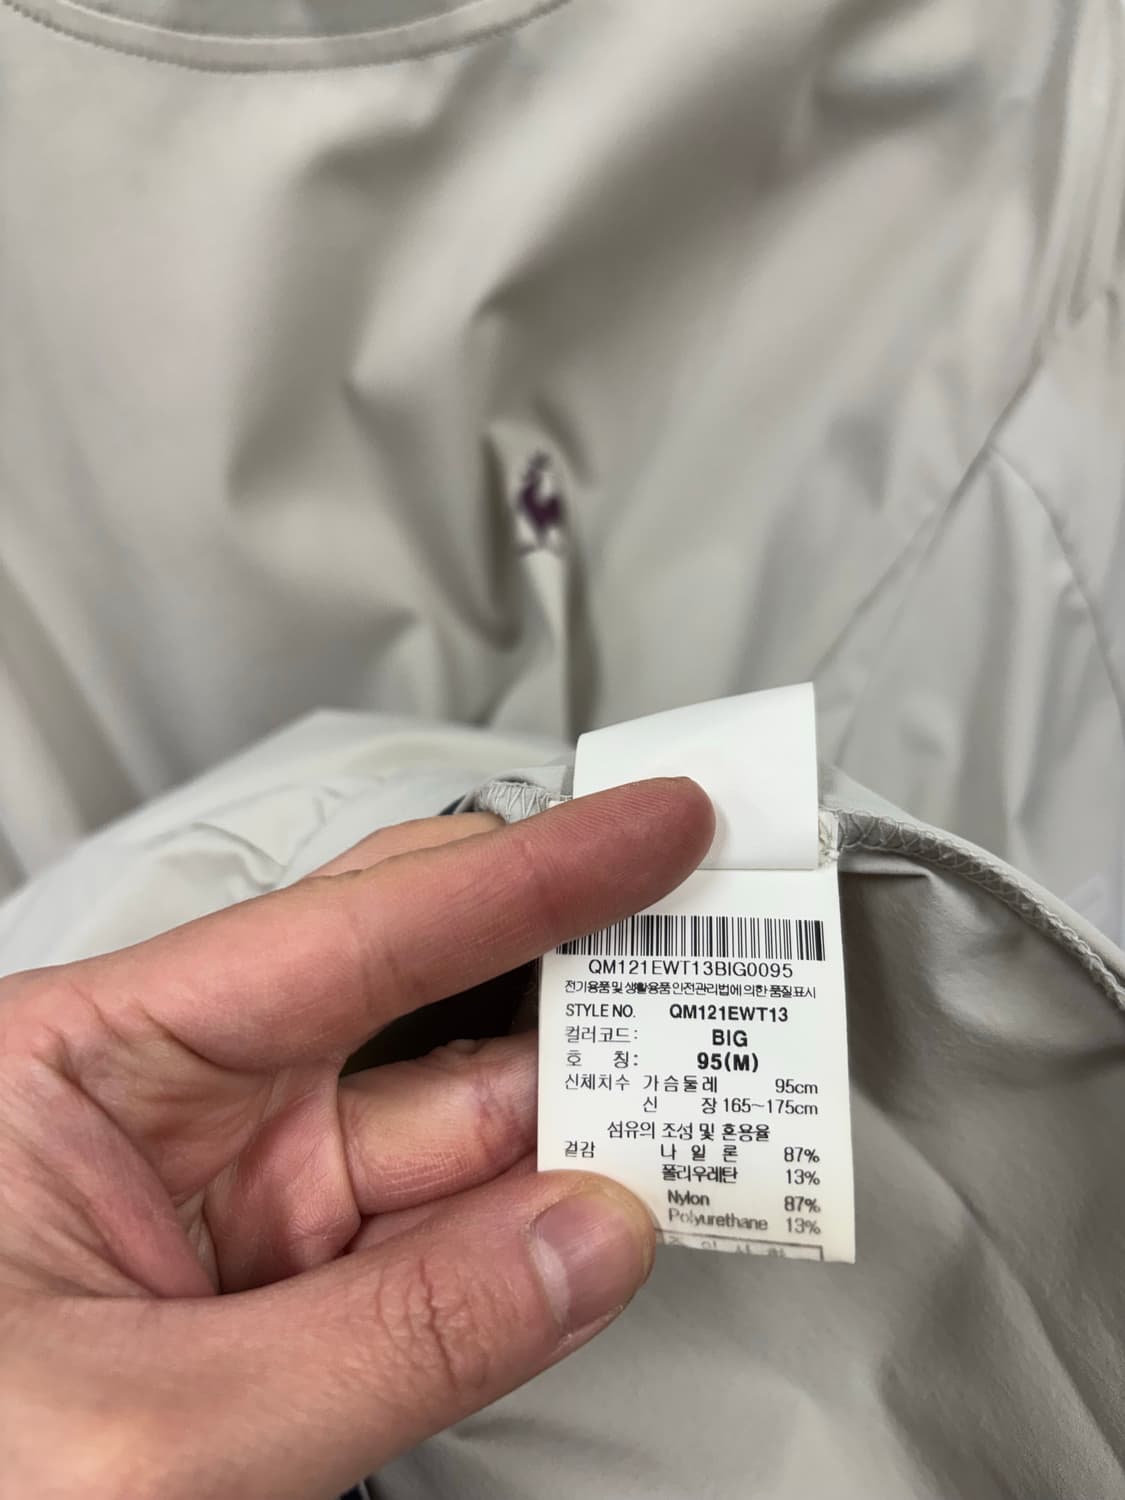 QM121EWT13BIG0095
전기용품 및 생활용품 안전관리법에 의한 품질표시
STYLE NO. QM121EWT13
컬러코드: BIG
호 칭: 95(M)
신체치수 가슴둘레 95cm
신 장 165~175cm
섬유의 조성 및 혼용율
겉감 나 일 론 87%
폴리우레탄 13%
Nylon 87%
Polyurethane 13%